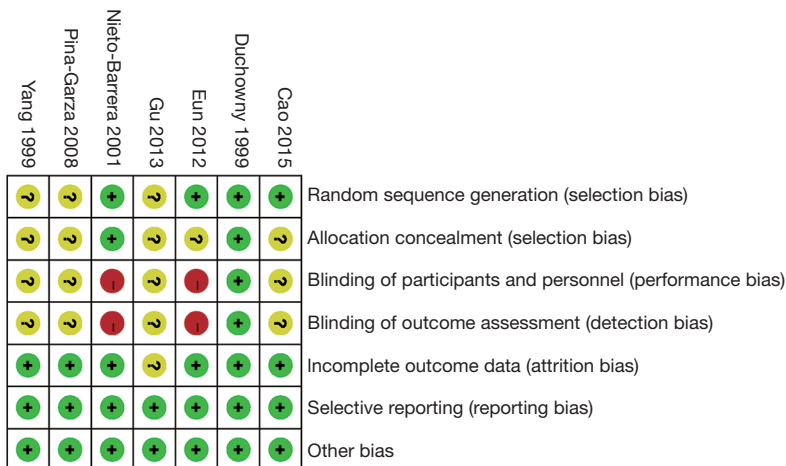 Yang 1999
Pina-Garza 2008
Nieto-Barrera 2001
Gu 2013
Eun 2012
Duchowny 1999
Cao 2015
? ? + ? + + + Random sequence generation (selection bias)
? ? + ? ? + ? Allocation concealment (selection bias)
? ? – ? – + ? Blinding of participants and personnel (performance bias)
? ? – ? – + ? Blinding of outcome assessment (detection bias)
+ + + ? + + + Incomplete outcome data (attrition bias)
+ + + + + + + Selective reporting (reporting bias)
+ + + + + + + Other bias